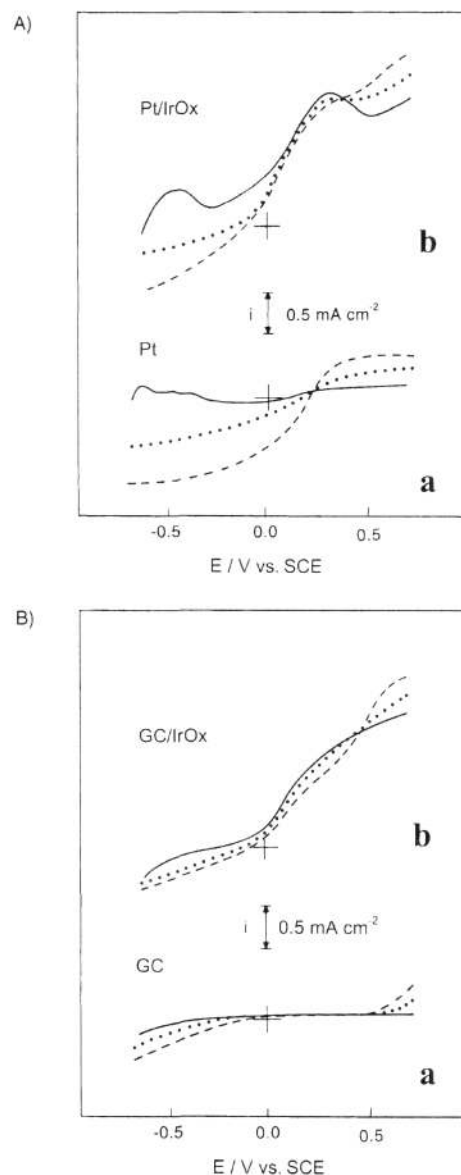 A)
Pt/IrOx
b
i 0.5 mA cm⁻²
Pt
a
-0.5 0.0 0.5
E / V vs. SCE
B)
GC/IrOx
b
i 0.5 mA cm⁻²
GC
a
-0.5 0.0 0.5
E / V vs. SCE